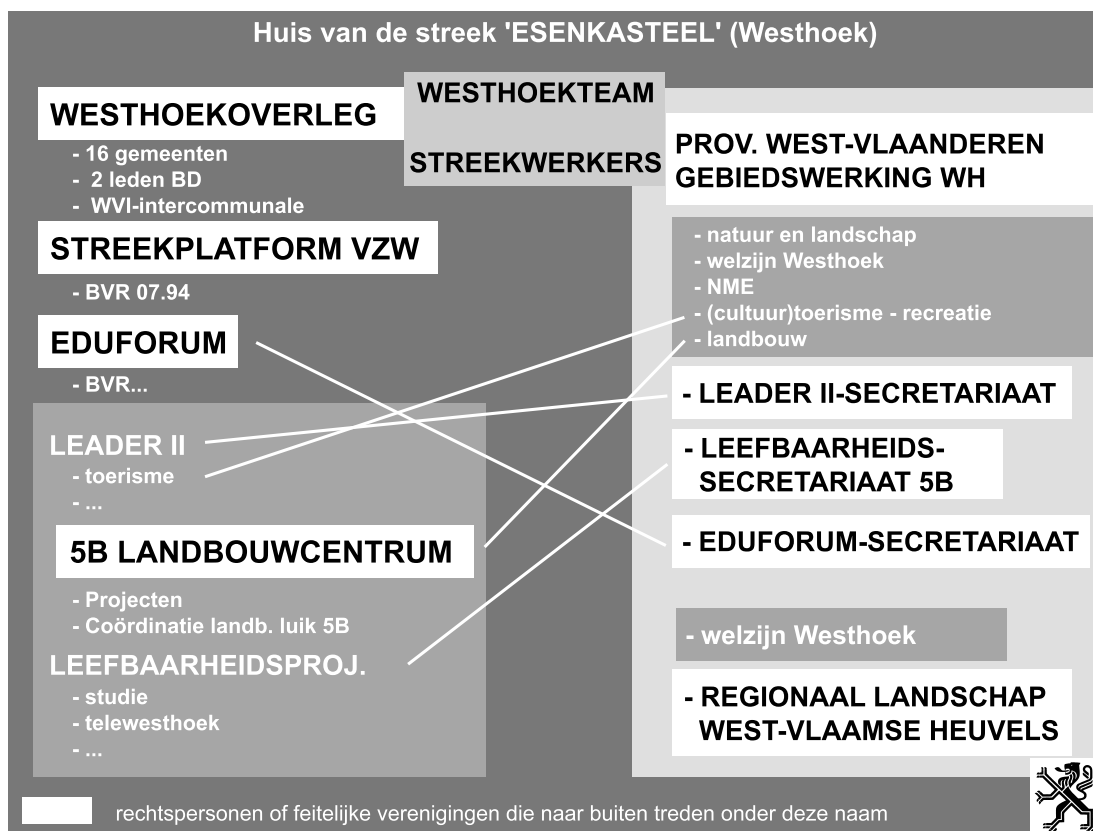 Huis van de streek 'ESENKASTEEL' (Westhoek)
WESTHOEKTEAM
STREEKWERKERS
WESTHOEKOVERLEG
- 16 gemeenten
- 2 leden BD
- WVI-intercommunale
STREEKPLATFORM VZW
- BVR 07.94
EDUFORUM
- BVR...
LEADER II
- toerisme
- ...
5B LANDBOUWCENTRUM
- Projecten
- Coördinatie landb. luik 5B
LEEFBAARHEIDSPROJ.
- studie
- telewesthoek
- ...
PROV. WEST-VLAANDEREN
GEBIEDSWERKING WH
- natuur en landschap
- welzijn Westhoek
- NME
- (cultuur)toerisme - recreatie
- landbouw
- LEADER II-SECRETARIAAT
- LEEFBAARHEIDS-
SECRETARIAAT 5B
- EDUFORUM-SECRETARIAAT
- welzijn Westhoek
- REGIONAAL LANDSCHAP
WEST-VLAAMSE HEUVELS
rechtspersonen of feitelijke verenigingen die naar buiten treden onder deze naam